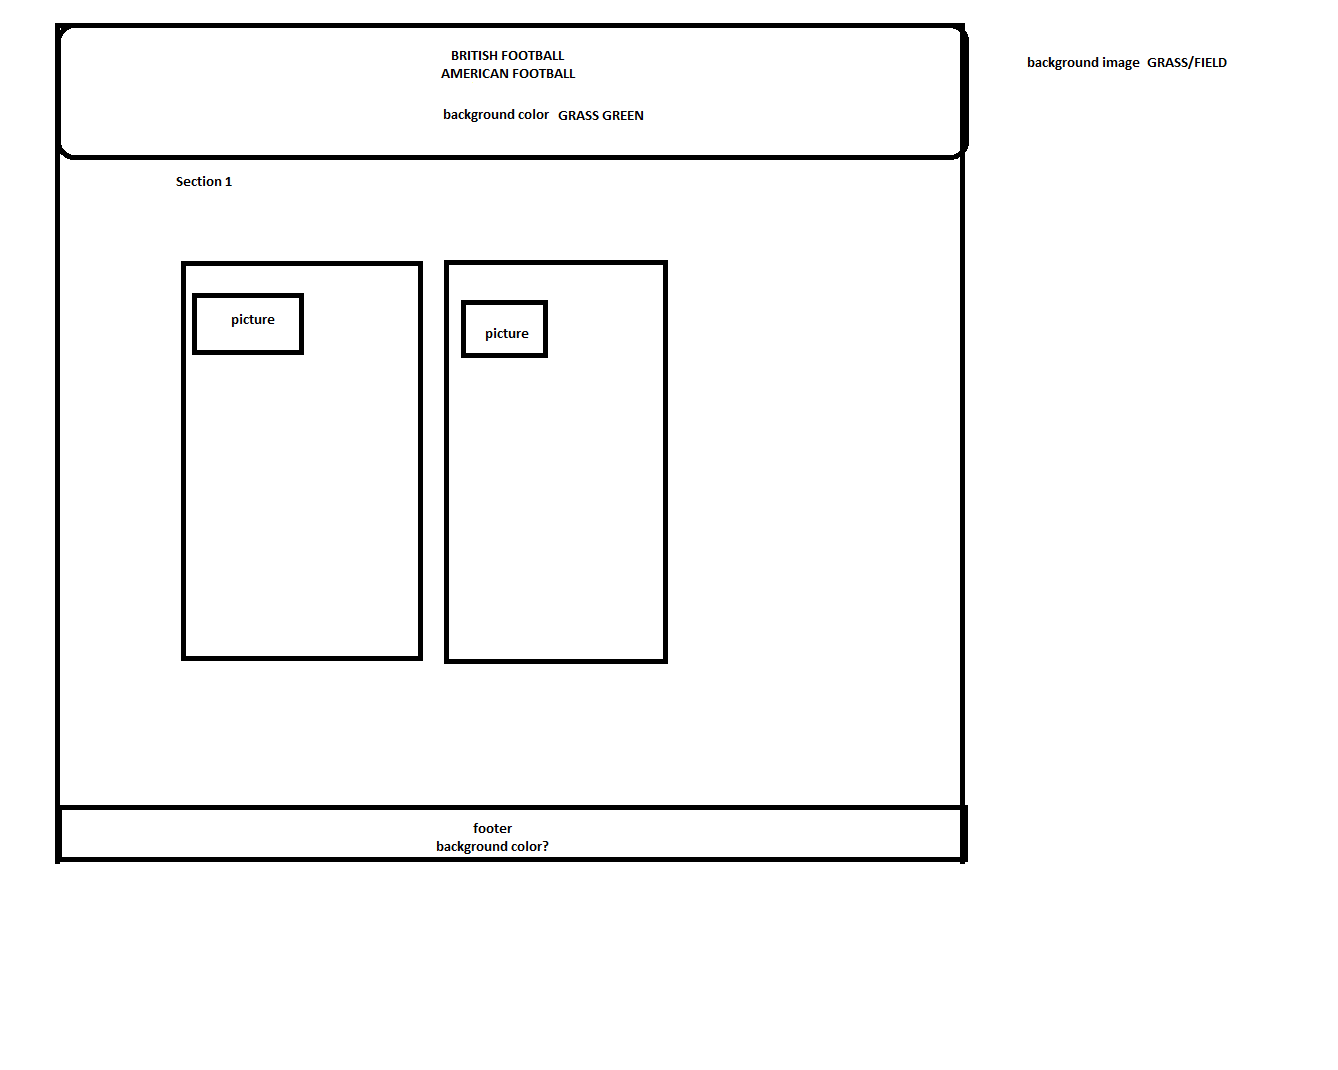 BRITISH FOOTBALL
AMERICAN FOOTBALL
background color GRASS GREEN
background image GRASS/FIELD
Section 1
picture
picture
footer
background color?